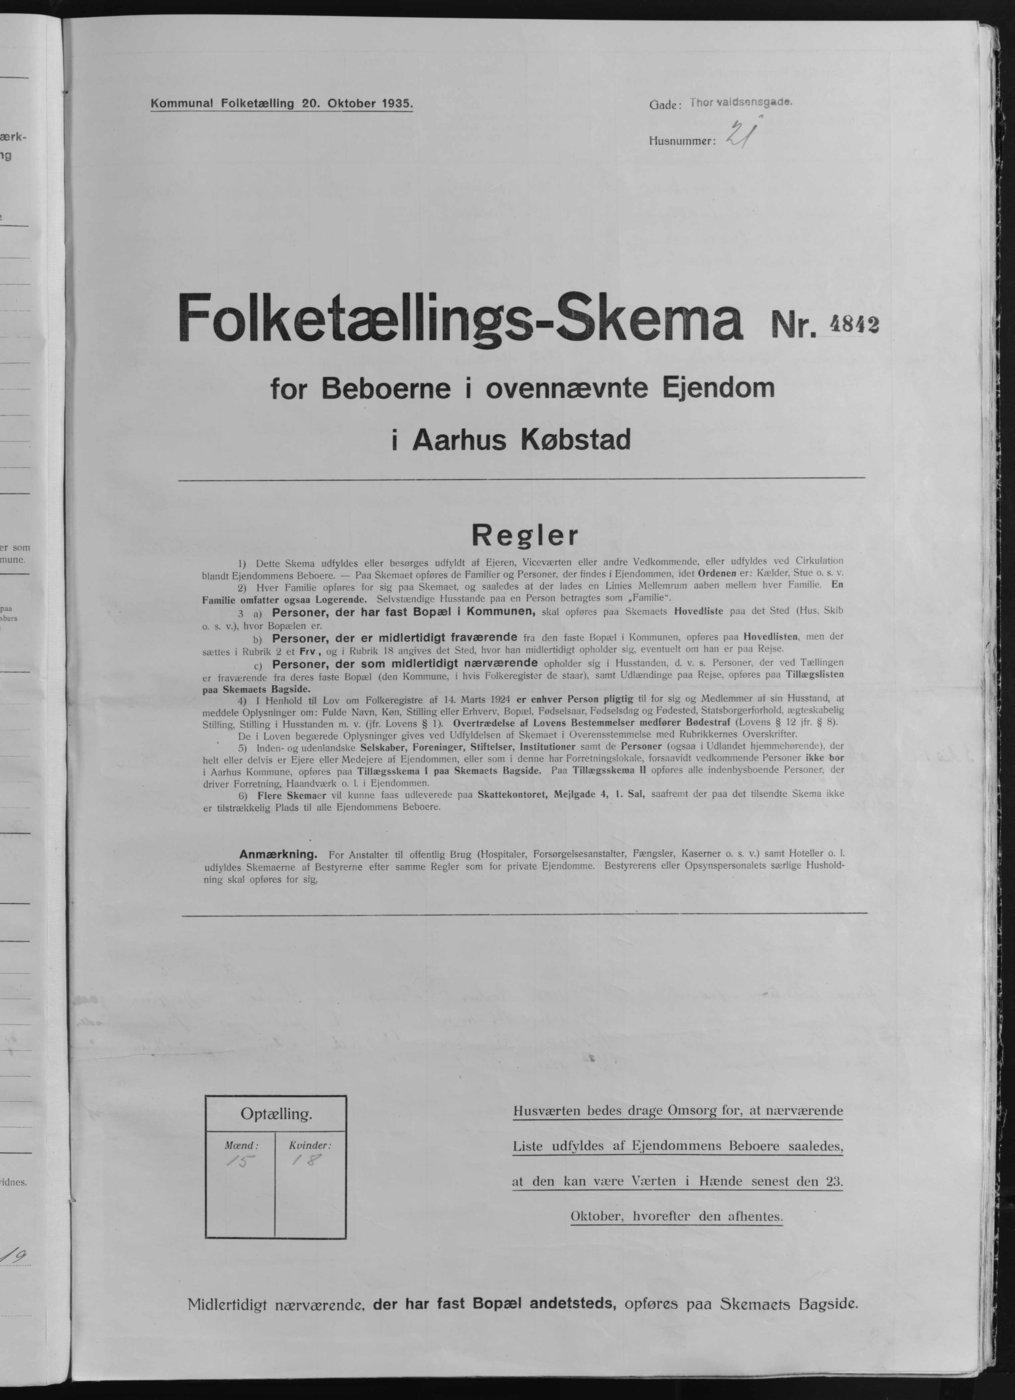 Kommunal Folketælling 20. Oktober 1935.
Gade: Thorvaldsensgade.
Husnummer: 21
Folketællings-Skema Nr. 4842
for Beboerne i ovennævnte Ejendom
i Aarhus Købstad
Regler
1) Dette Skema udfyldes eller besørges udfyldt af Ejeren, Viceværten eller andre Vedkommende, eller udfyldes ved Cirkulation
blandt Ejendommens Beboere. — Paa Skemaet opføres de Familier og Personer, der findes i Ejendommen, idet Ordenen er: Kælder, Stue o. s. v.
2) Hver Familie opføres for sig paa Skemaet, og saaledes at der lades en Linies Mellemrum aaben mellem hver Familie. En
Familie omfatter ogsaa Logerende. Selvstændige Husstande paa en Person betragtes som „Familie“.
3 a) Personer, der har fast Bopæl i Kommunen, skal opføres paa Skemaets Hovedliste paa det Sted (Hus, Skib
o. s. v.), hvor Bopælen er.
b) Personer, der er midlertidigt fraværende fra den faste Bopæl i Kommunen, opføres paa Hovedlisten, men der
sættes i Rubrik 2 et Frv., og i Rubrik 18 angives det Sted, hvor han midlertidigt opholder sig, eventuelt om han er paa Rejse.
c) Personer, der som midlertidigt nærværende opholder sig i Husstanden, d. v. s. Personer, der ved Tællingen
er fraværende fra deres faste Bopæl (den Kommune, i hvis Folkeregister de staar), samt Udlændinge paa Rejse, opføres paa Tillægslisten
paa Skemaets Bagside.
4) I Henhold til Lov om Folkeregistre af 14. Marts 1924 er enhver Person pligtig til for sig og Medlemmer af sin Husstand, at
meddele Oplysninger om: Fulde Navn, Køn, Stilling eller Erhverv, Bopæl, Fødselsaar, Fødselsdag og Fødested, Statsborgerforhold, ægteskabelig
Stilling, Stilling i Husstanden m. v. (jfr. Lovens § 1). Overtrædelse af Lovens Bestemmelser medfører Bødestraf (Lovens § 12 jfr. § 8).
De i Loven begærede Oplysninger gives ved Udfyldelsen af Skemaet i Overensstemmelse med Rubrikkernes Overskrifter.
5) Inden- og udenlandske Selskaber, Foreninger, Stiftelser, Institutioner samt de Personer (ogsaa i Udlandet hjemmehørende), der
helt eller delvis er Ejere eller Medejere af Ejendommen, eller som i denne har Forretningslokale, forsaavidt vedkommende Personer ikke bor
i Aarhus Kommune, opføres paa Tillægsskema I paa Skemaets Bagside. Paa Tillægsskema II opføres alle indenbysboende Personer, der
driver Forretning, Haandværk o. l. i Ejendommen.
6) Flere Skemaer vil kunne faas udleverede paa Skattekontoret, Mejlgade 4, 1. Sal, saafremt der paa det tilsendte Skema ikke
er tilstrækkelig Plads til alle Ejendommens Beboere.
Anmærkning. For Anstalter til offentlig Brug (Hospitaler, Forsørgelsesanstalter, Fængsler, Kaserner o. s. v.) samt Hoteller o. l.
udfyldes Skemaerne af Bestyrerne efter samme Regler som for private Ejendomme. Bestyrerens eller Opsynspersonalets særlige Hushold-
ning skal opføres for sig.
Optælling.
Mænd: Kvinder:
15 18
Husværten bedes drage Omsorg for, at nærværende
Liste udfyldes af Ejendommens Beboere saaledes,
at den kan være Værten i Hænde senest den 23.
Oktober, hvorefter den afhentes.
Midlertidigt nærværende, der har fast Bopæl andetsteds, opføres paa Skemaets Bagside.
ærk-
ng
er som
mune.
paa
vidnes.
19